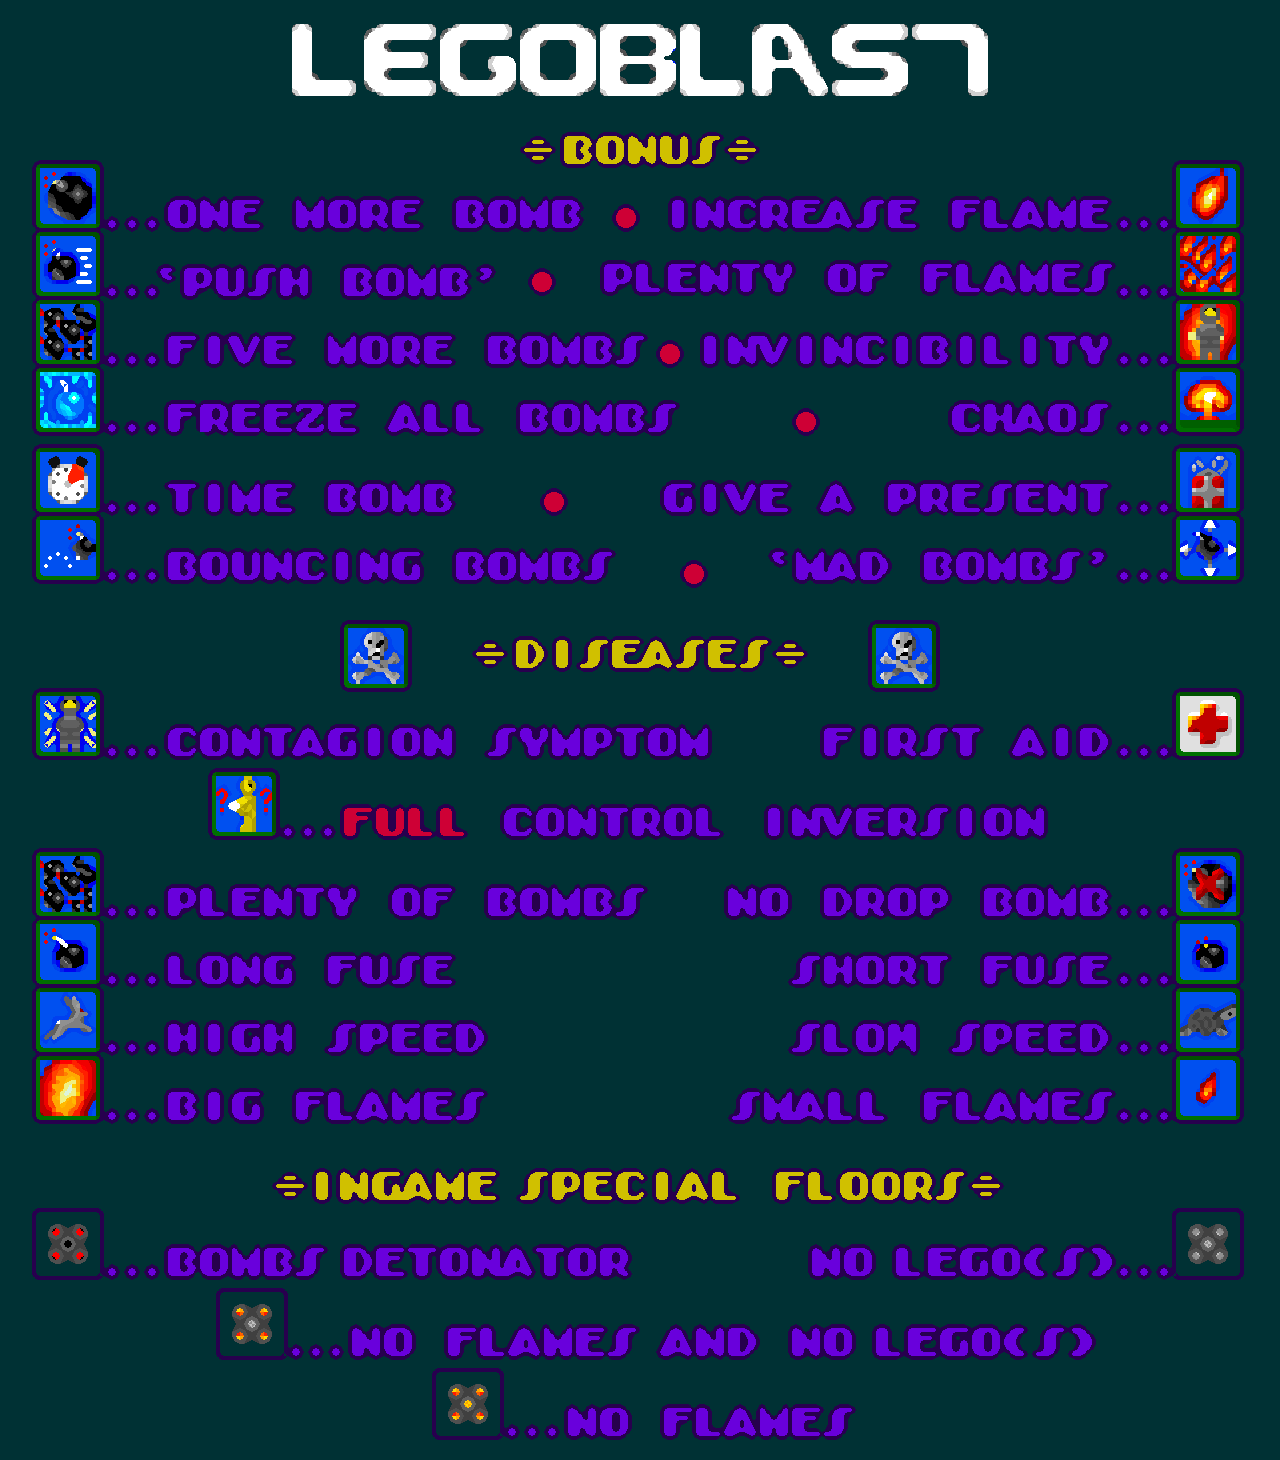 LEGOBLAST
÷BONUS÷
...ONE MORE BOMB • INCREASE FLAME...
...‘PUSH BOMB’ • PLENTY OF FLAMES...
...FIVE MORE BOMBS • INVINCIBILITY...
...FREEZE ALL BOMBS • CHAOS...
...TIME BOMB • GIVE A PRESENT...
...BOUNCING BOMBS • ‘MAD BOMBS’...
÷DISEASES÷
...CONTAGION SYMPTOM FIRST AID...
...FULL CONTROL INVERSION
...PLENTY OF BOMBS NO DROP BOMB...
...LONG FUSE SHORT FUSE...
...HIGH SPEED SLOW SPEED...
...BIG FLAMES SMALL FLAMES...
÷INGAME SPECIAL FLOORS÷
...BOMBS DETONATOR NO LEGO(S)...
...NO FLAMES AND NO LEGO(S)
...NO FLAMES